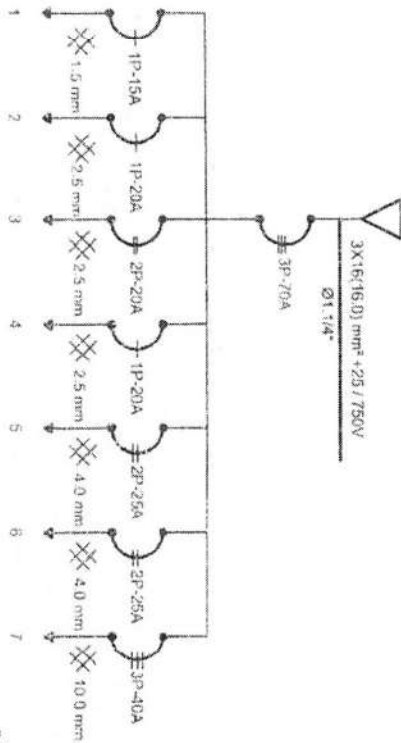 3X16(16.0) mm² +25 / 750V
Ø1.1/4"
3P-70A
1P-15A
1P-20A
2P-20A
1P-20A
2P-25A
2P-25A
3P-40A
1.5 mm
2.5 mm
2.5 mm
2.5 mm
4.0 mm
4.0 mm
10.0 mm
1
2
3
4
5
6
7